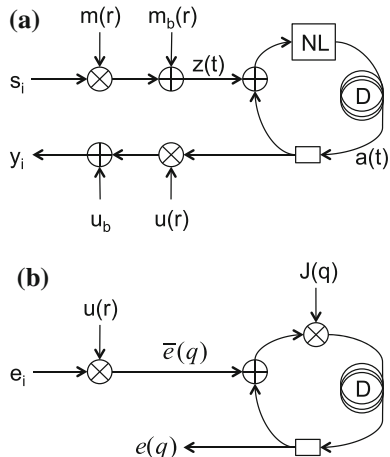 (a)
m(r)
m_b(r)
NL
s_i
z(t)
D
y_i
a(t)
u_b
u(r)
(b)
J(q)
u(r)
e_i
e̅(q)
D
e(q)